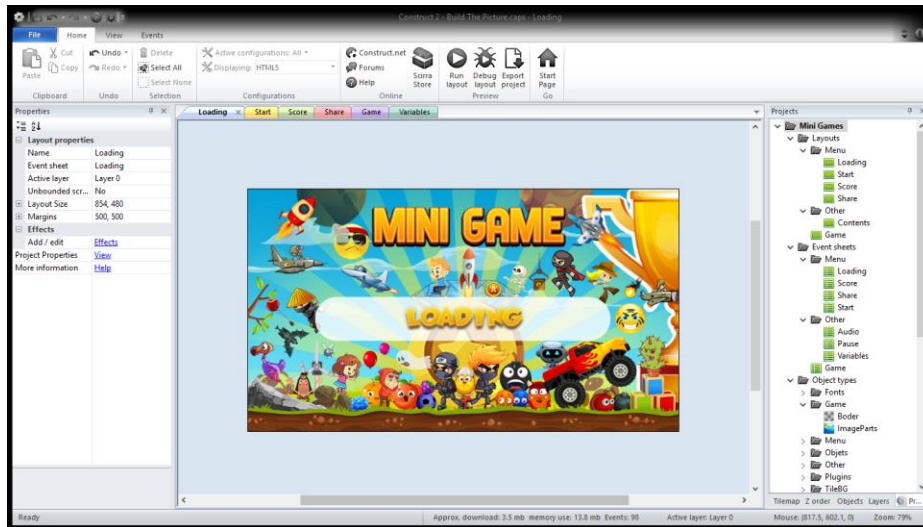 Construct 2 - Build The Picture.capx - Loading
File Home View Events
Paste
Cut
Copy
Clipboard
Undo
Redo
Undo
Delete
Select All
Select None
Selection
Active configurations: All
Displaying: HTML5
Configurations
Construct.net
Forums
Help
Scirra Store
Online
Run layout
Debug layout
Export project
Preview
Start Page
Go
Properties
Layout properties
Name Loading
Event sheet Loading
Active layer Layer 0
Unbounded scr... No
Layout Size 854, 480
Margins 500, 500
Effects
Add / edit Effects
Project Properties View
More information Help
Loading Start Score Share Game Variables
MINI GAME
LOADING
Projects
Mini Games
Layouts
Menu
Loading
Start
Score
Share
Other
Contents
Game
Event sheets
Menu
Loading
Score
Share
Start
Other
Audio
Pause
Variables
Game
Object types
Fonts
Game
Boder
ImageParts
Menu
Objets
Other
Plugins
TileBG
Tilemap Z order Objects Layers Pr...
Ready
Approx. download: 3.5 mb memory use: 13.8 mb Events: 98 Active layer: Layer 0 Mouse: (817.5, 602.1, 0) Zoom: 79%